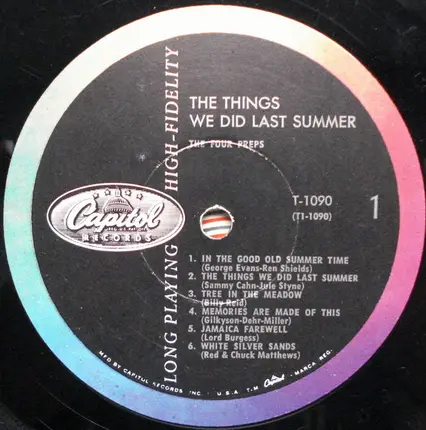 THE THINGS
WE DID LAST SUMMER
THE FOUR PREPS
LONG PLAYING HIGH-FIDELITY
Capitol
RECORDS
T-1090
(T1-1090)
1
1. IN THE GOOD OLD SUMMER TIME
(George Evans-Ren Shields)
2. THE THINGS WE DID LAST SUMMER
(Sammy Cahn-Jule Styne)
3. TREE IN THE MEADOW
(Billy Reid)
4. MEMORIES ARE MADE OF THIS
(Gilkyson-Dehr-Miller)
5. JAMAICA FAREWELL
(Lord Burgess)
6. WHITE SILVER SANDS
(Red & Chuck Matthews)
MFD BY CAPITOL RECORDS INC. · U·S·A· T·M· Capitol · MARCA REG.